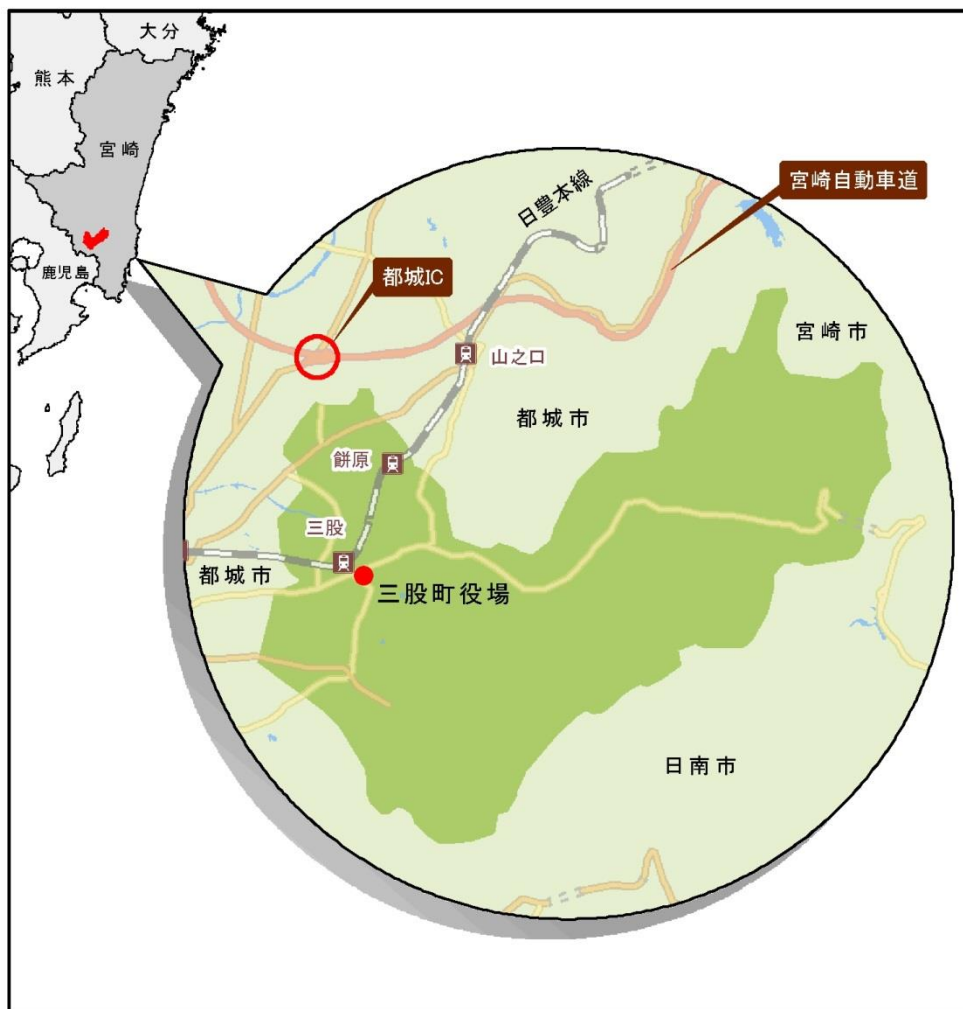 大分
熊本
宮崎
鹿児島
日豊本線
宮崎自動車道
都城IC
宮崎市
山之口
都城市
餅原
三股
都城市
三股町役場
日南市